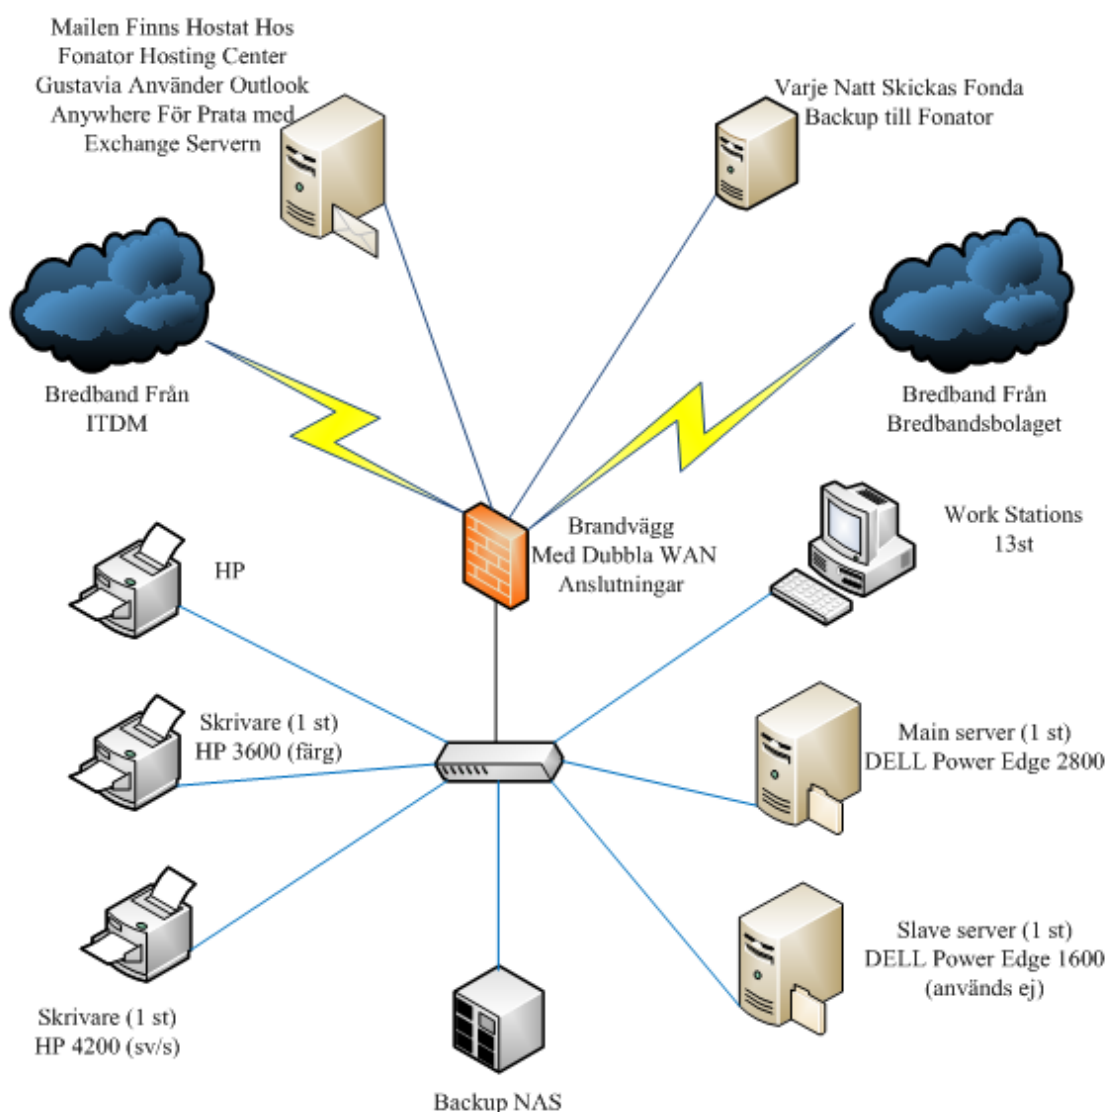 Mailen Finns Hostat Hos
Fonator Hosting Center
Gustavia Använder Outlook
Anywhere För Prata med
Exchange Servern
Varje Natt Skickas Fonda
Backup till Fonator
Bredband Från
ITDM
Bredband Från
Bredbandsbolaget
Brandvägg
Med Dubbla WAN
Anslutningar
Work Stations
13st
HP
Skrivare (1 st)
HP 3600 (färg)
Main server (1 st)
DELL Power Edge 2800
Skrivare (1 st)
HP 4200 (sv/s)
Slave server (1 st)
DELL Power Edge 1600
(används ej)
Backup NAS